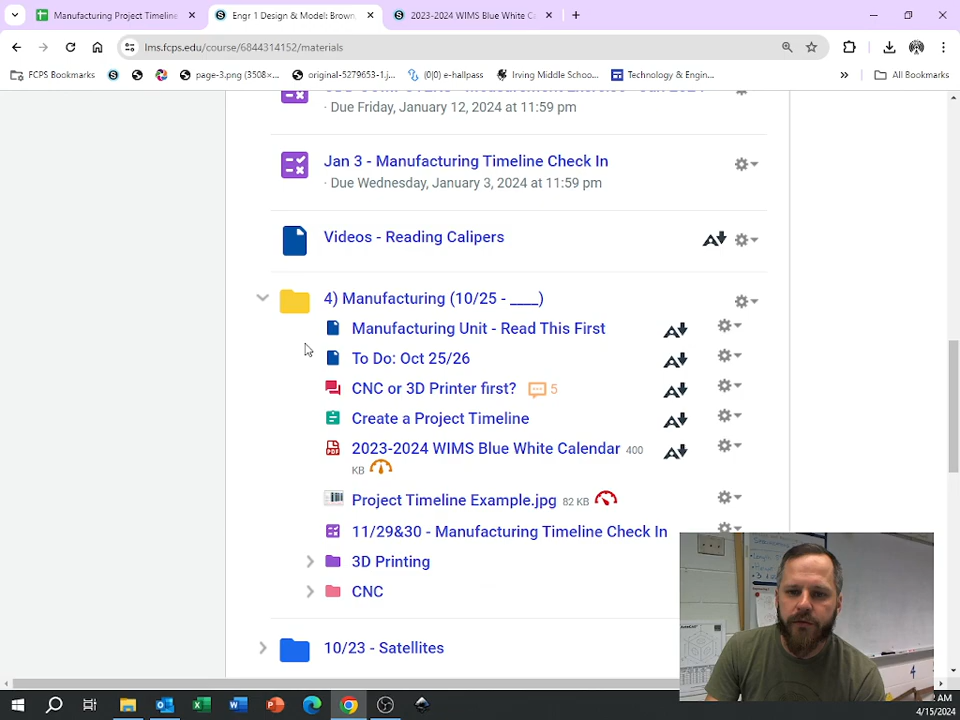 Manufacturing Project Timeline
Engr 1 Design & Model: Brown,
2023-2024 WIMS Blue White Ca
lms.fcps.edu/course/6844314152/materials
FCPS Bookmarks
page-3.png (3508×...
original-5279653-1.j...
(0|0) e-hallpass
Irving Middle Schoo...
Technology & Engin...
All Bookmarks
· Due Friday, January 12, 2024 at 11:59 pm
Jan 3 - Manufacturing Timeline Check In
· Due Wednesday, January 3, 2024 at 11:59 pm
Videos - Reading Calipers
4) Manufacturing (10/25 - ____)
Manufacturing Unit - Read This First
To Do: Oct 25/26
CNC or 3D Printer first? 5
Create a Project Timeline
2023-2024 WIMS Blue White Calendar 400
KB
Project Timeline Example.jpg 82 KB
11/29&30 - Manufacturing Timeline Check In
3D Printing
CNC
10/23 - Satellites
AM
4/15/2024